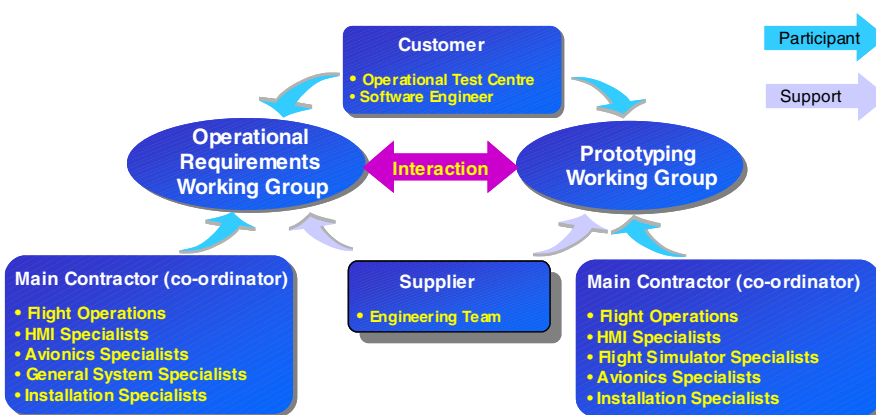 Customer
• Operational Test Centre
• Software Engineer
Participant
Support
Operational
Requirements
Working Group
Interaction
Prototyping
Working Group
Main Contractor (co-ordinator)
• Flight Operations
• HMI Specialists
• Avionics Specialists
• General System Specialists
• Installation Specialists
Supplier
• Engineering Team
Main Contractor (co-ordinator)
• Flight Operations
• HMI Specialists
• Flight Simulator Specialists
• Avionics Specialists
• Installation Specialists